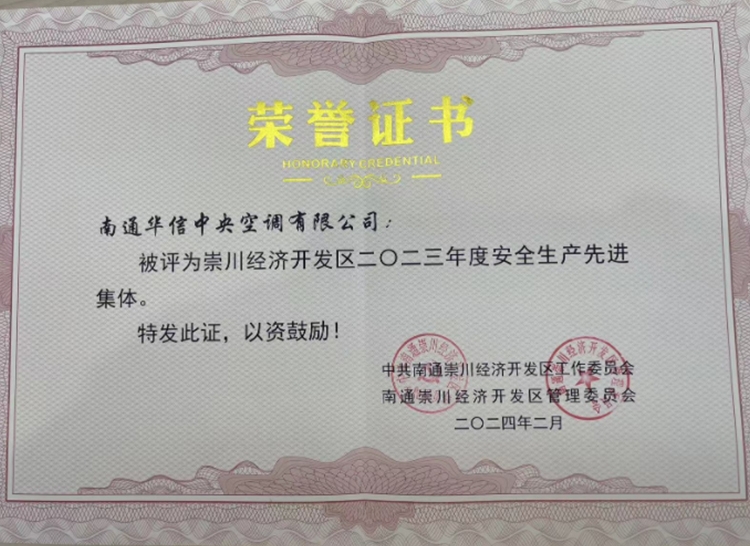 荣誉证书
HONORARY CREDENTIAL
南通华信中央空调有限公司：
被评为崇川经济开发区二〇二三年度安全生产先进
集体。
特发此证，以资鼓励！
中共南通崇川经济开发区工作委员会
南通崇川经济开发区管理委员会
二〇二四年二月